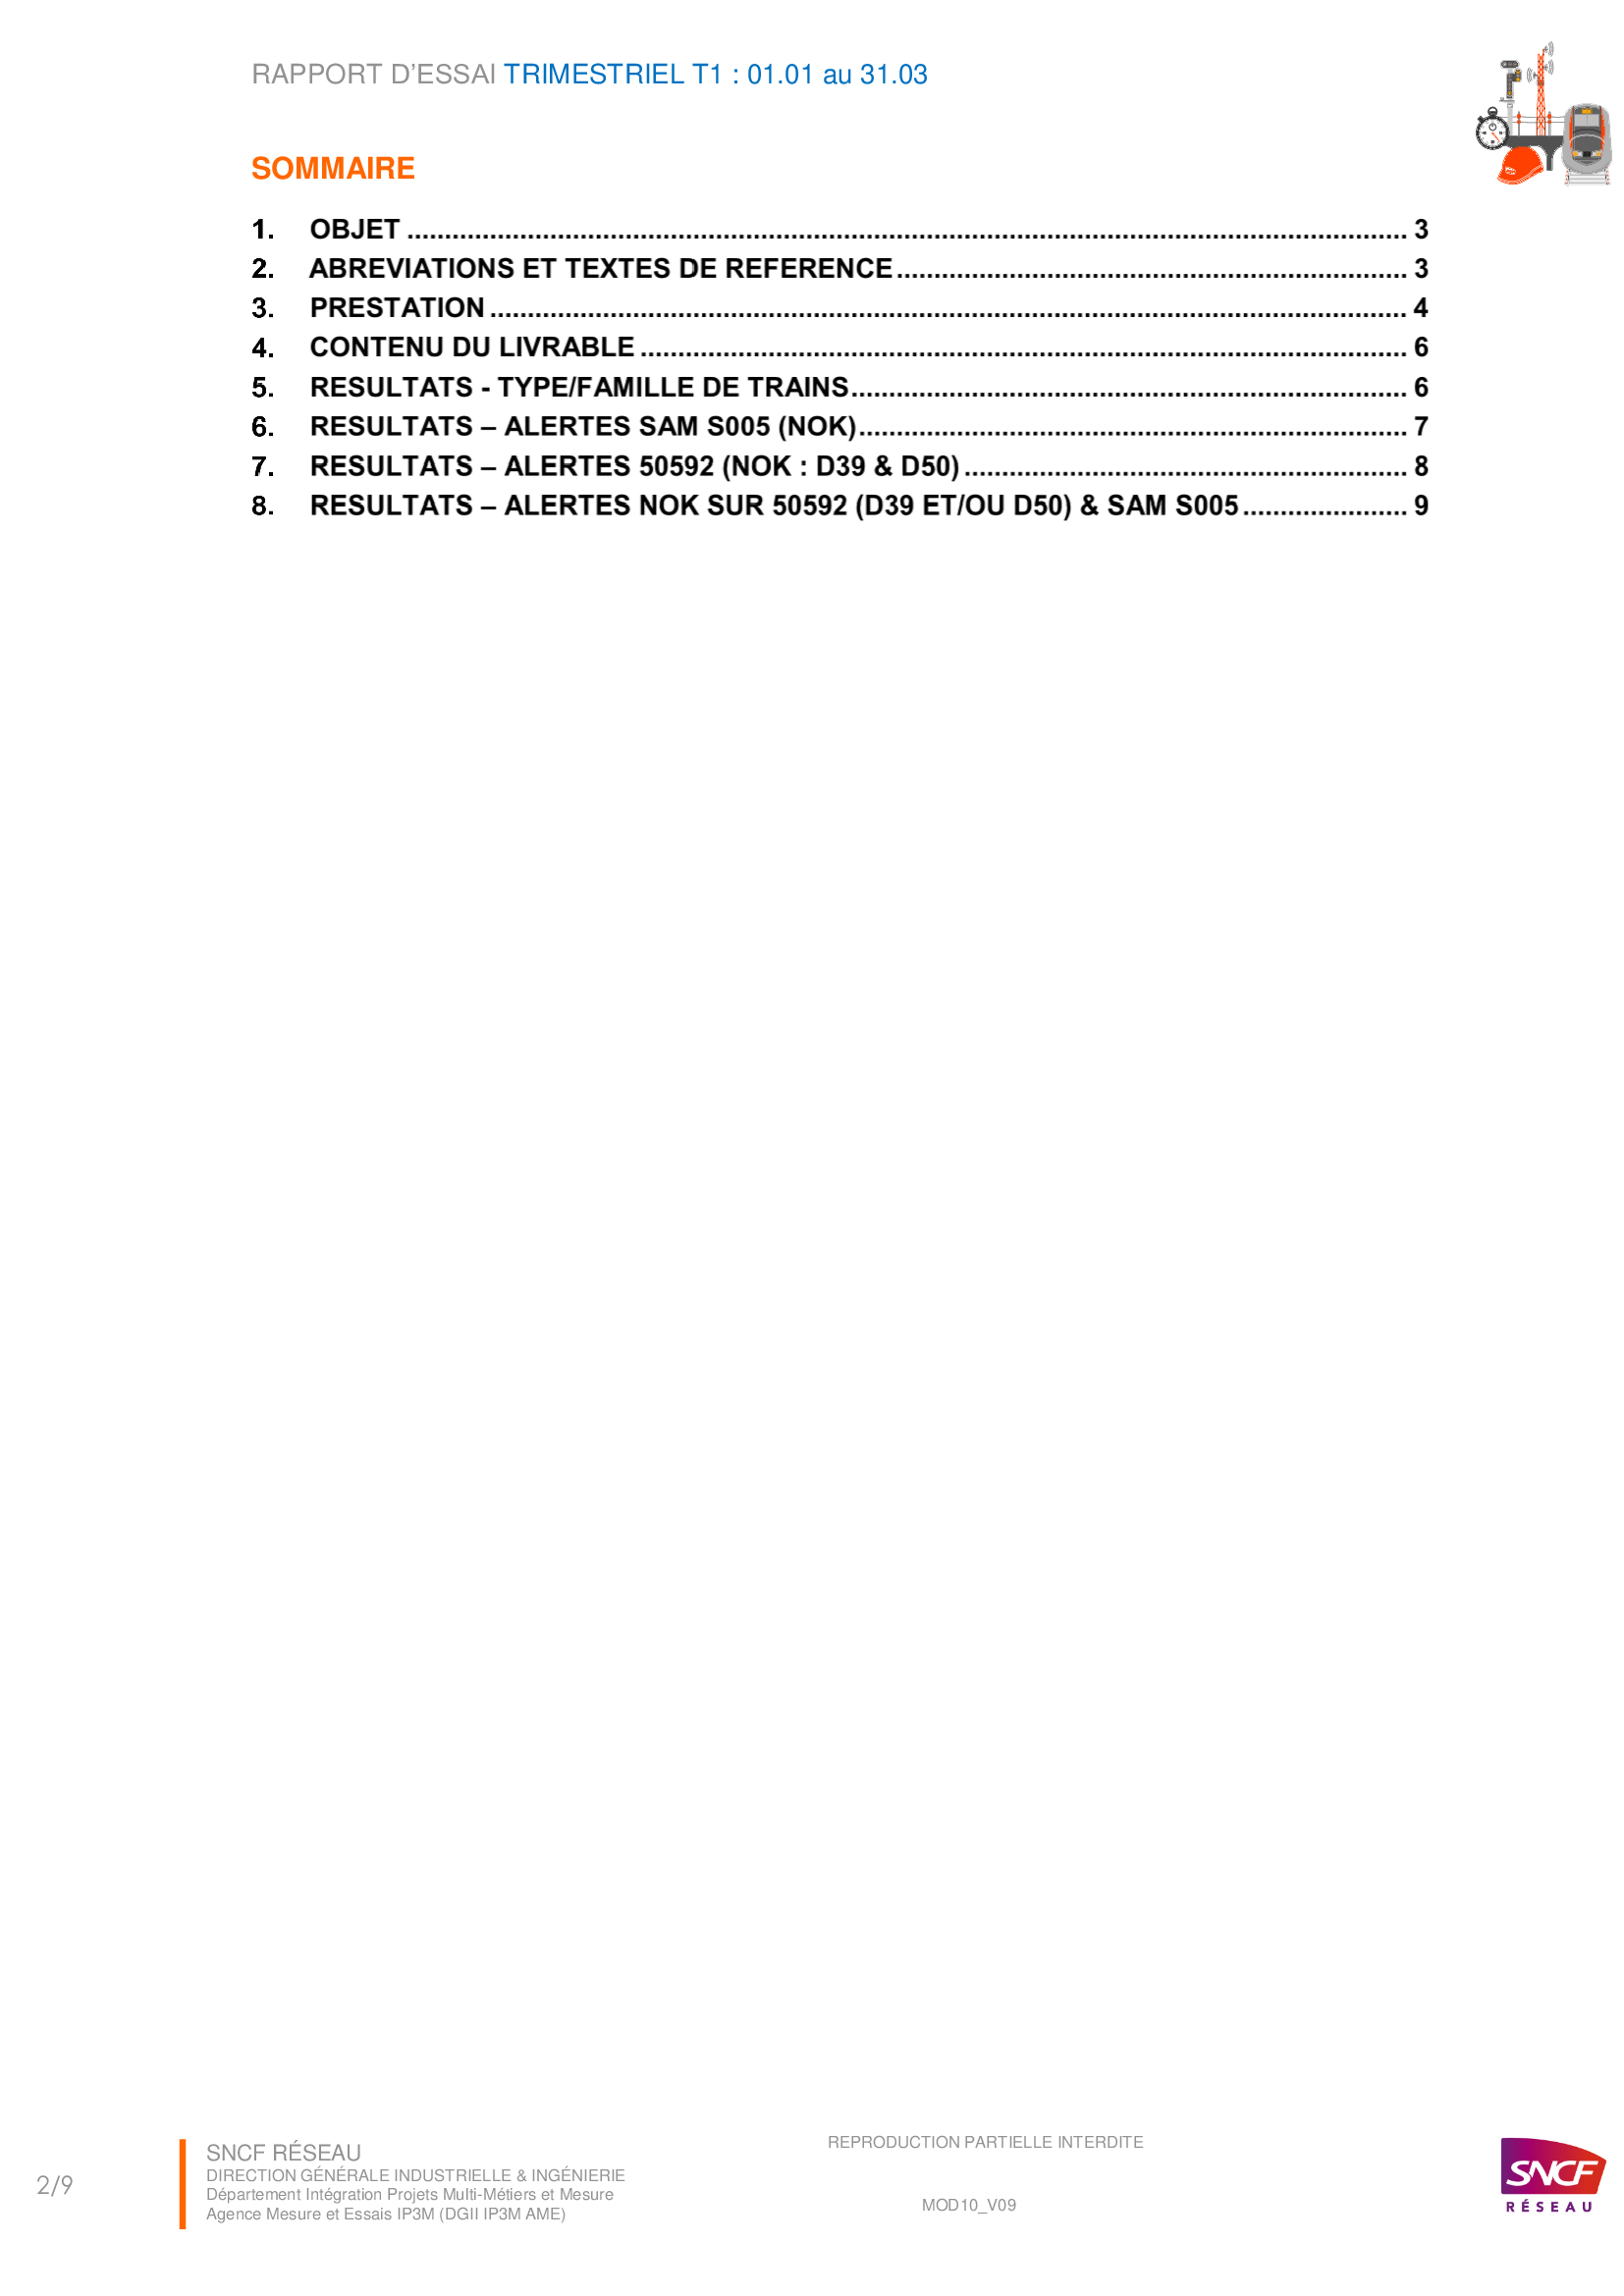 RAPPORT D’ESSAI TRIMESTRIEL T1 : 01.01 au 31.03
SOMMAIRE
1. OBJET ........ 3
2. ABREVIATIONS ET TEXTES DE REFERENCE ........ 3
3. PRESTATION ........ 4
4. CONTENU DU LIVRABLE ........ 6
5. RESULTATS - TYPE/FAMILLE DE TRAINS ........ 6
6. RESULTATS – ALERTES SAM S005 (NOK) ........ 7
7. RESULTATS – ALERTES 50592 (NOK : D39 & D50) ........ 8
8. RESULTATS – ALERTES NOK SUR 50592 (D39 ET/OU D50) & SAM S005 ........ 9
REPRODUCTION PARTIELLE INTERDITE
SNCF RÉSEAU
DIRECTION GÉNÉRALE INDUSTRIELLE & INGÉNIERIE
Département Intégration Projets Multi-Métiers et Mesure
Agence Mesure et Essais IP3M (DGII IP3M AME)
2/9
MOD10_V09
SNCF
RÉSEAU